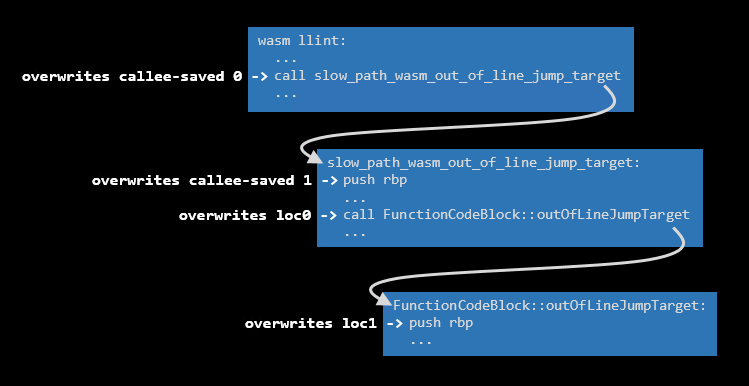 wasm llint:
...
overwrites callee-saved 0 -> call slow_path_wasm_out_of_line_jump_target
...
slow_path_wasm_out_of_line_jump_target:
overwrites callee-saved 1 -> push rbp
...
overwrites loc0 -> call FunctionCodeBlock::outOfLineJumpTarget
...
FunctionCodeBlock::outOfLineJumpTarget:
overwrites loc1 -> push rbp
...